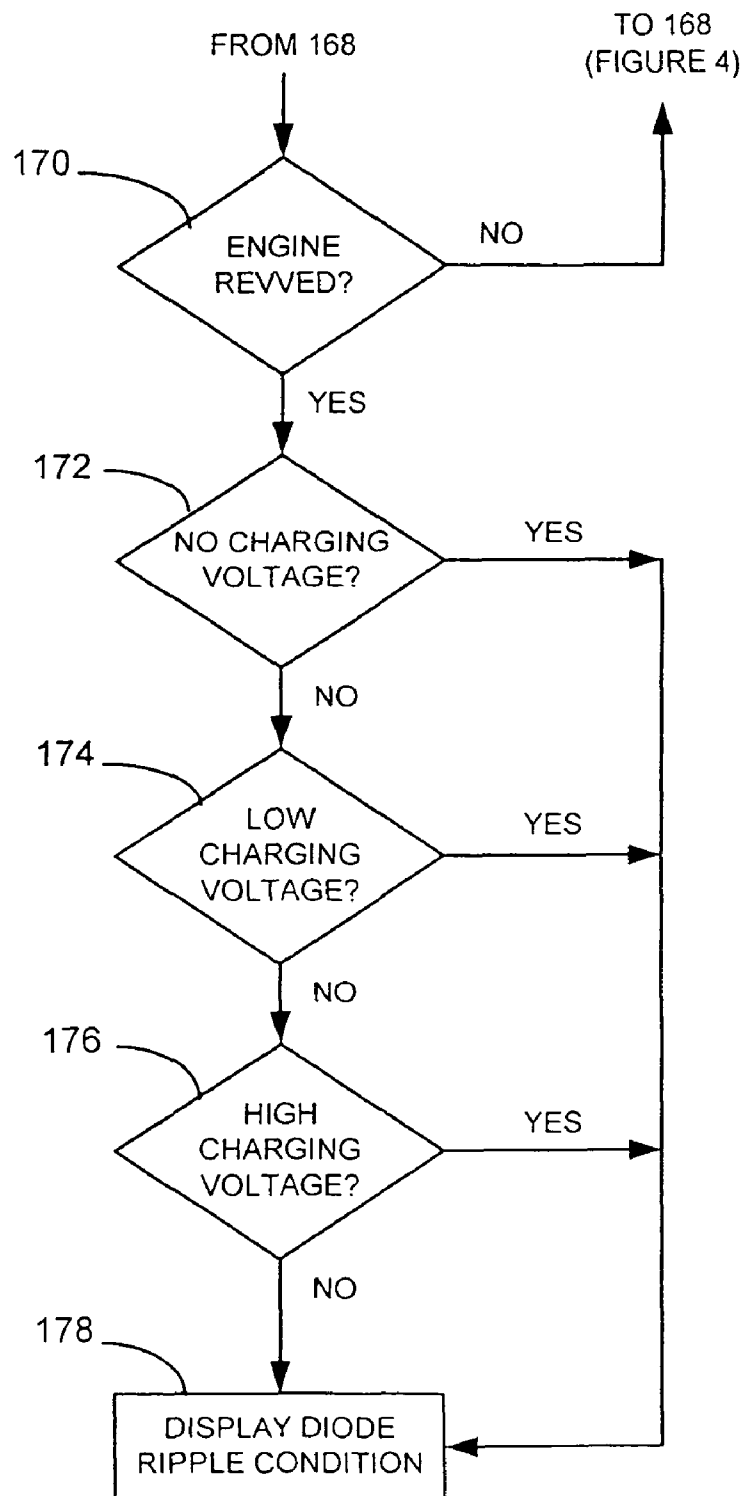 FROM 168
TO 168
(FIGURE 4)
170
ENGINE
REVVED?
NO
YES
172
NO CHARGING
VOLTAGE?
YES
NO
174
LOW
CHARGING
VOLTAGE?
YES
NO
176
HIGH
CHARGING
VOLTAGE?
YES
NO
178
DISPLAY DIODE
RIPPLE CONDITION